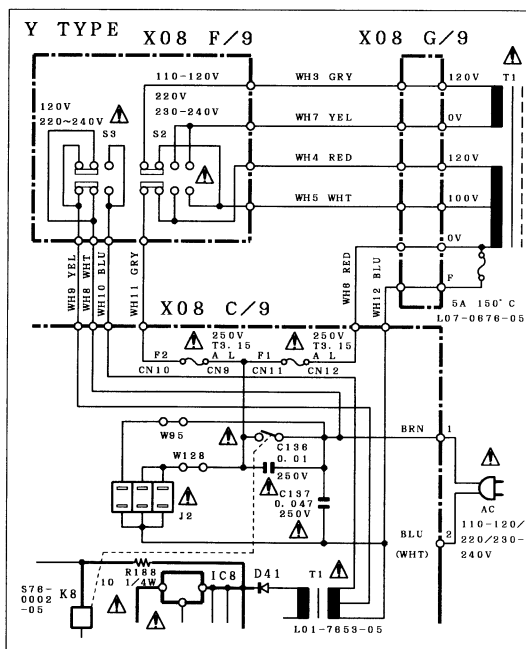 Y TYPE
X08 F/9
X08 G/9
110-120V
220V
230-240V
120V
220~240V
S3
S2
WH3 GRY
WH7 YEL
WH4 RED
WH5 WHT
120V
T1
0V
120V
100V
0V
F
5A 150°C
L07-0676-05
WH9 YEL
WH8 WHT
WH10 BLU
WH11 GRY
WH6 RED
WH12 BLU
X08 C/9
250V
T3.15
A L
F2
CN10
CN9
F1
250V
T3.15
A L
CN11
CN12
W95
W128
J2
C136
0.01
250V
C137
0.047
250V
BRN
1
BLU
(WHT)
2
AC
110-120/
220/230-
240V
S76-
0002
-05
K8
10
R188
1/4W
IC8
D41
T1
L01-7653-05